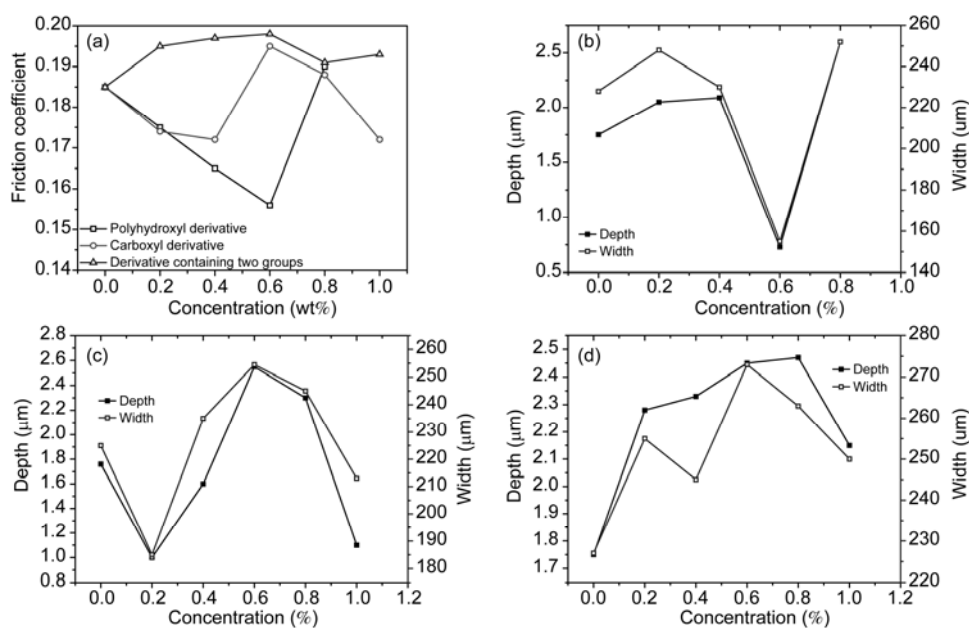 (a)
0.20
0.19
0.18
0.17
0.16
0.15
0.14
Friction coefficient
Polyhydroxyl derivative
Carboxyl derivative
Derivative containing two groups
0.0 0.2 0.4 0.6 0.8 1.0
Concentration (wt%)
(b)
2.5
2.0
1.5
1.0
0.5
Depth (μm)
Depth
Width
260
240
220
200
180
160
140
Width (um)
0.0 0.2 0.4 0.6 0.8 1.0
Concentration (%)
(c)
2.8
2.6
2.4
2.2
2.0
1.8
1.6
1.4
1.2
1.0
0.8
Depth (μm)
Depth
Width
260
250
240
230
220
210
200
190
180
Width (μm)
0.0 0.2 0.4 0.6 0.8 1.0 1.2
Concentration (%)
(d)
2.5
2.4
2.3
2.2
2.1
2.0
1.9
1.8
1.7
Depth (μm)
Depth
Width
280
270
260
250
240
230
220
Width (μm)
0.0 0.2 0.4 0.6 0.8 1.0 1.2
Concentration (%)